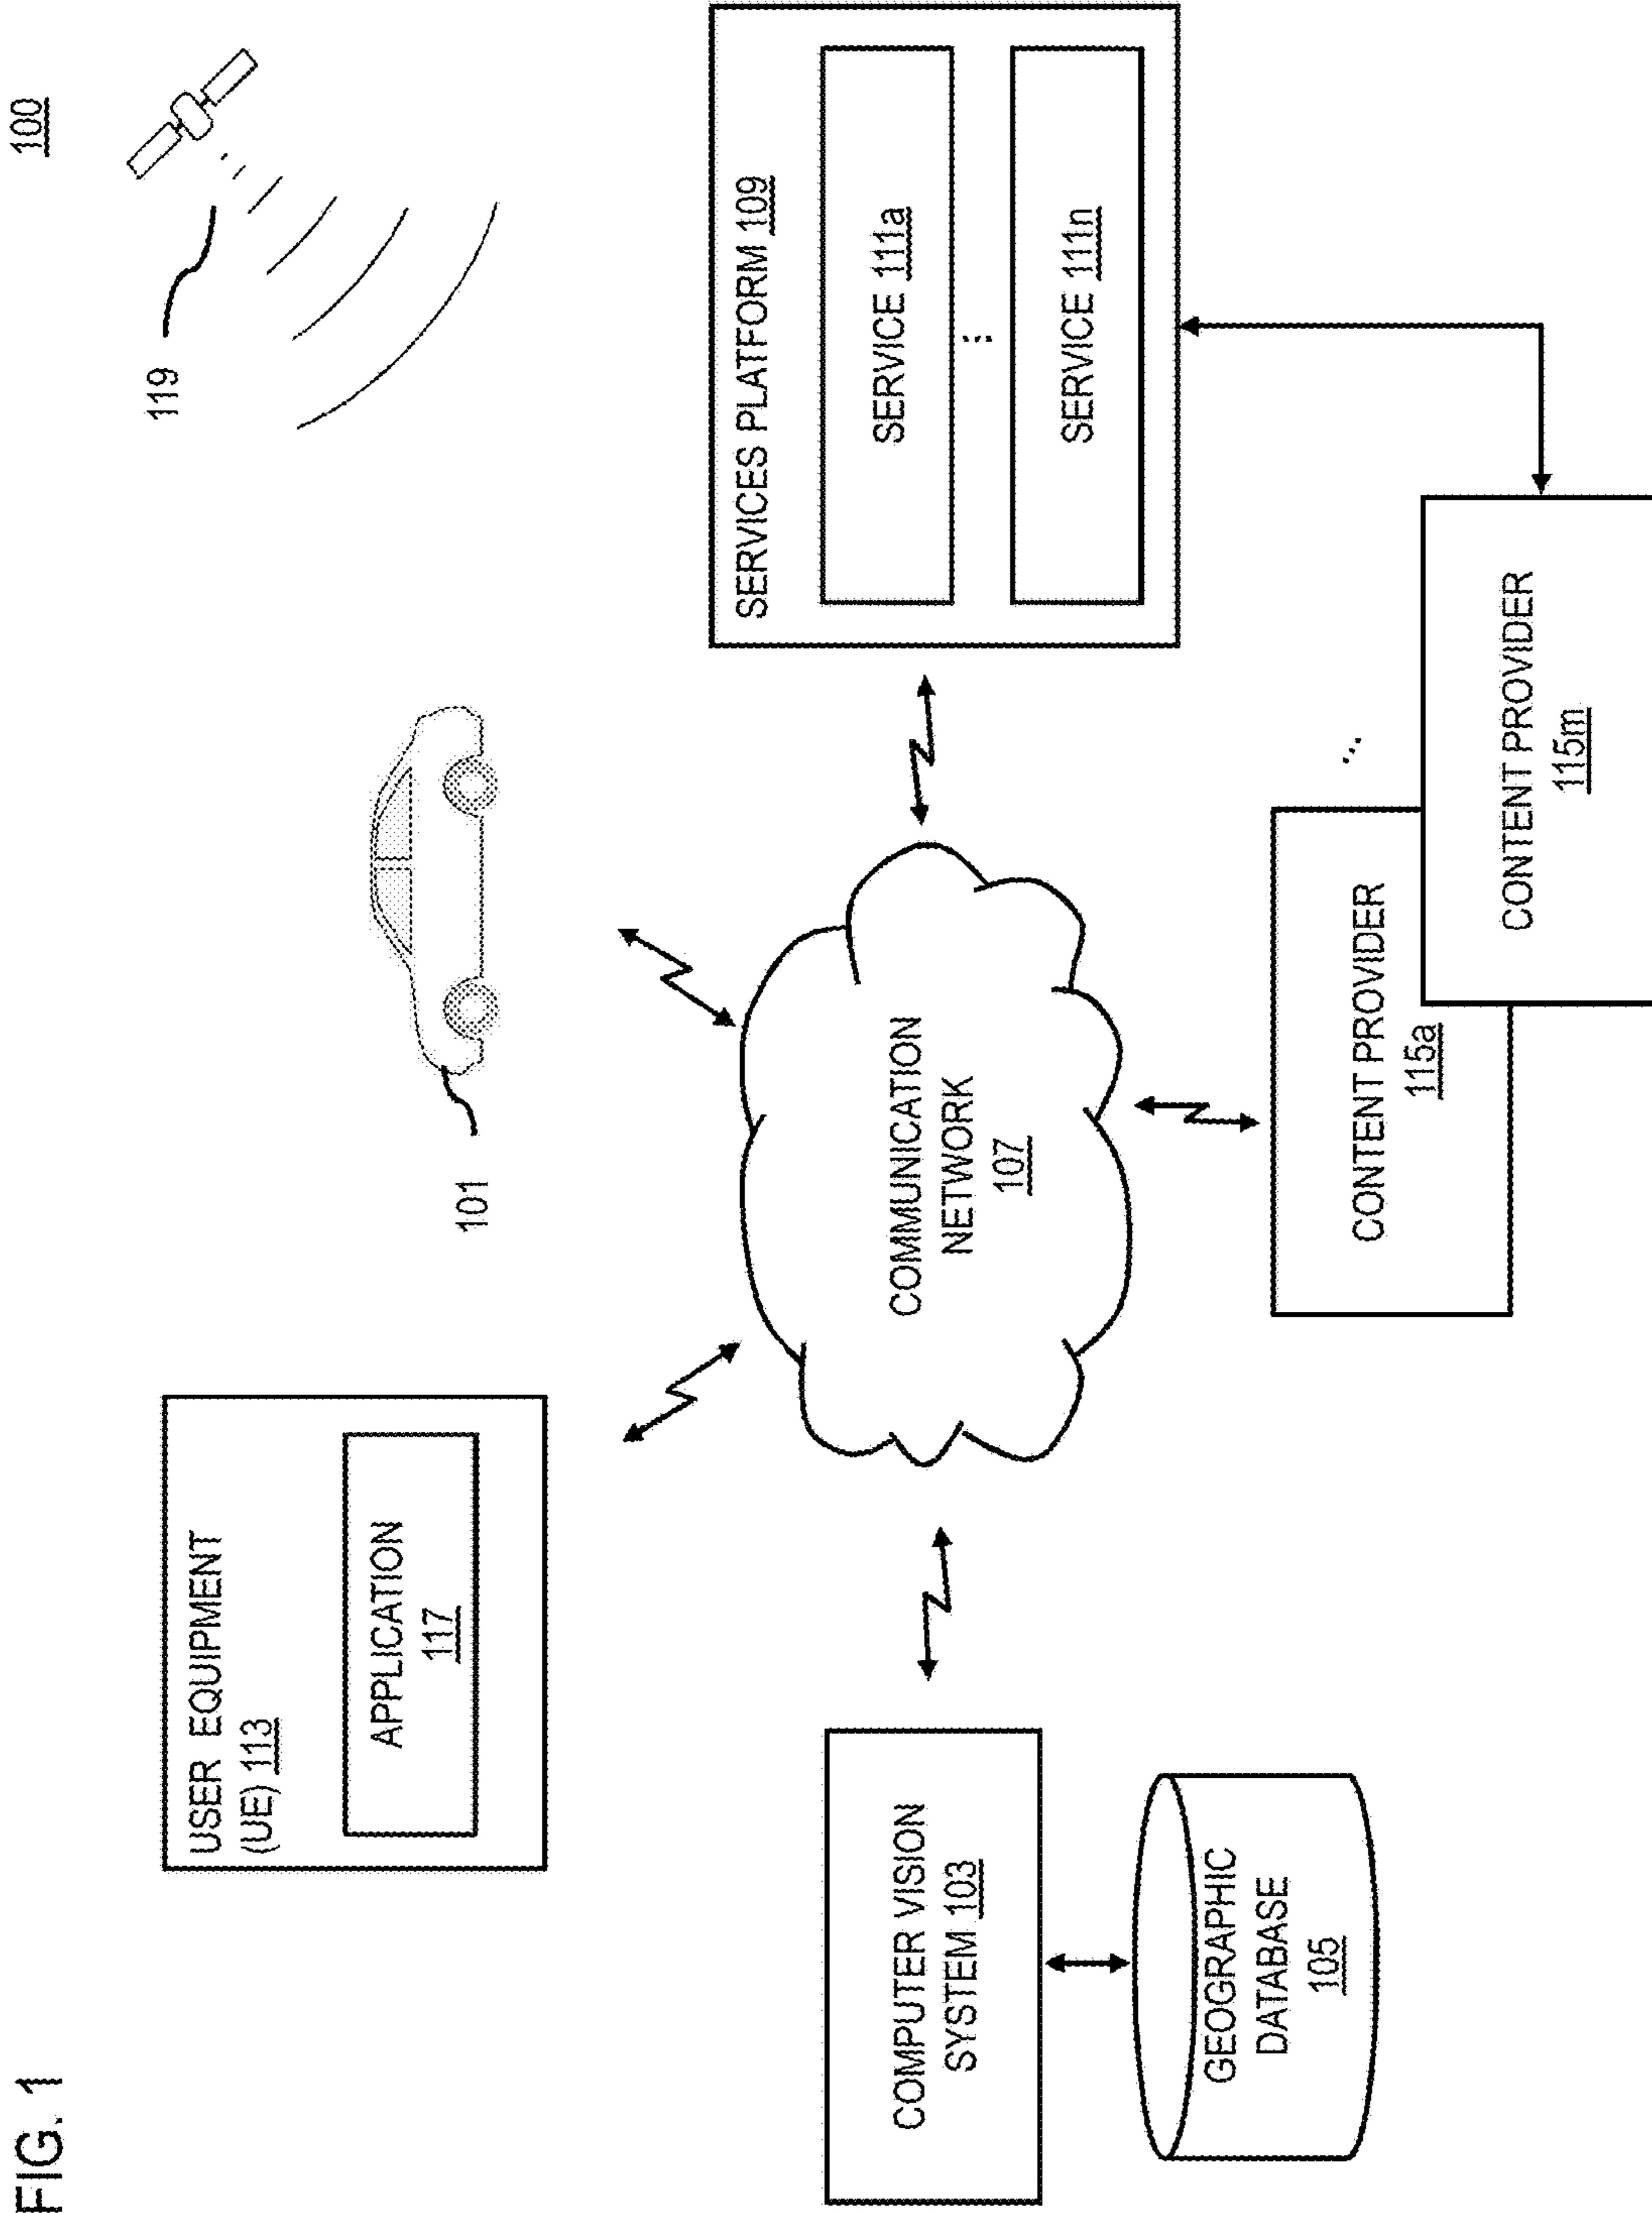 FIG. 1
100
USER EQUIPMENT
(UE) 113
APPLICATION
117
101
119
COMPUTER VISION
SYSTEM 103
GEOGRAPHIC
DATABASE
105
COMMUNICATION
NETWORK
107
SERVICES PLATFORM 109
SERVICE 111a
...
SERVICE 111n
CONTENT PROVIDER
115a
...
CONTENT PROVIDER
115m